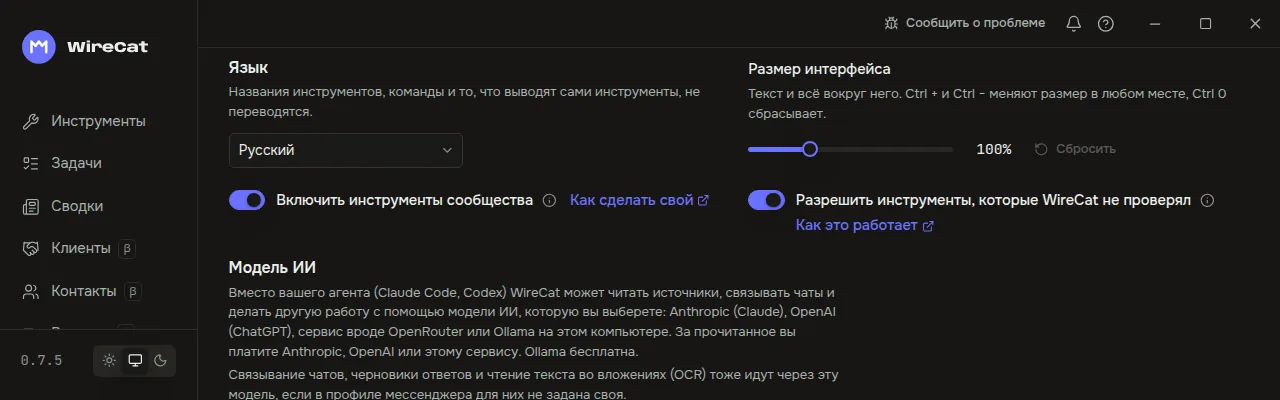 WireCat
Сообщить о проблеме
Инструменты
Задачи
Сводки
Клиенты β
Контакты β
0.7.5
Язык
Названия инструментов, команды и то, что выводят сами инструменты, не
переводятся.
Русский
Размер интерфейса
Текст и всё вокруг него. Ctrl + и Ctrl − меняют размер в любом месте, Ctrl 0
сбрасывает.
100%
Сбросить
Включить инструменты сообщества
Как сделать свой
Разрешить инструменты, которые WireCat не проверял
Как это работает
Модель ИИ
Вместо вашего агента (Claude Code, Codex) WireCat может читать источники, связывать чаты и
делать другую работу с помощью модели ИИ, которую вы выберете: Anthropic (Claude), OpenAI
(ChatGPT), сервис вроде OpenRouter или Ollama на этом компьютере. За прочитанное вы
платите Anthropic, OpenAI или этому сервису. Ollama бесплатна.
Связывание чатов, черновики ответов и чтение текста во вложениях (OCR) тоже идут через эту
модель, если в профиле мессенджера для них не задана своя.